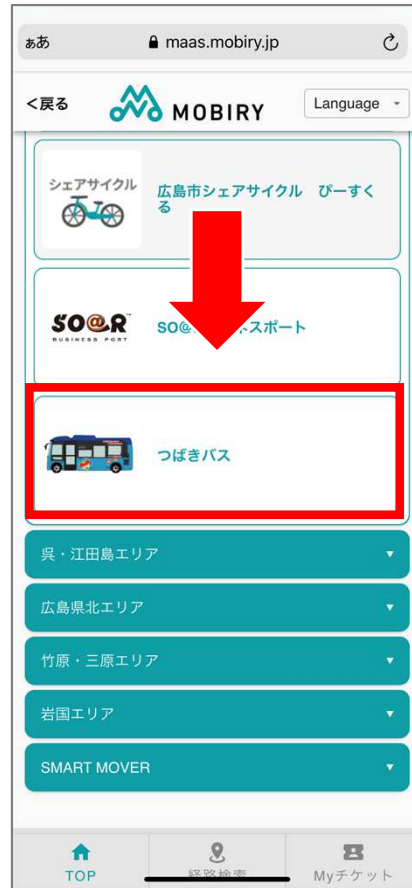 ぁあ maas.mobiry.jp
<戻る MOBIRY Language
シェアサイクル
広島市シェアサイクル ぴーすく
る
SO@R
BUSINESS PORT
SO@ スポート
つばきバス
呉・江田島エリア
広島県北エリア
竹原・三原エリア
岩国エリア
SMART MOVER
TOP 経路検索 Myチケット